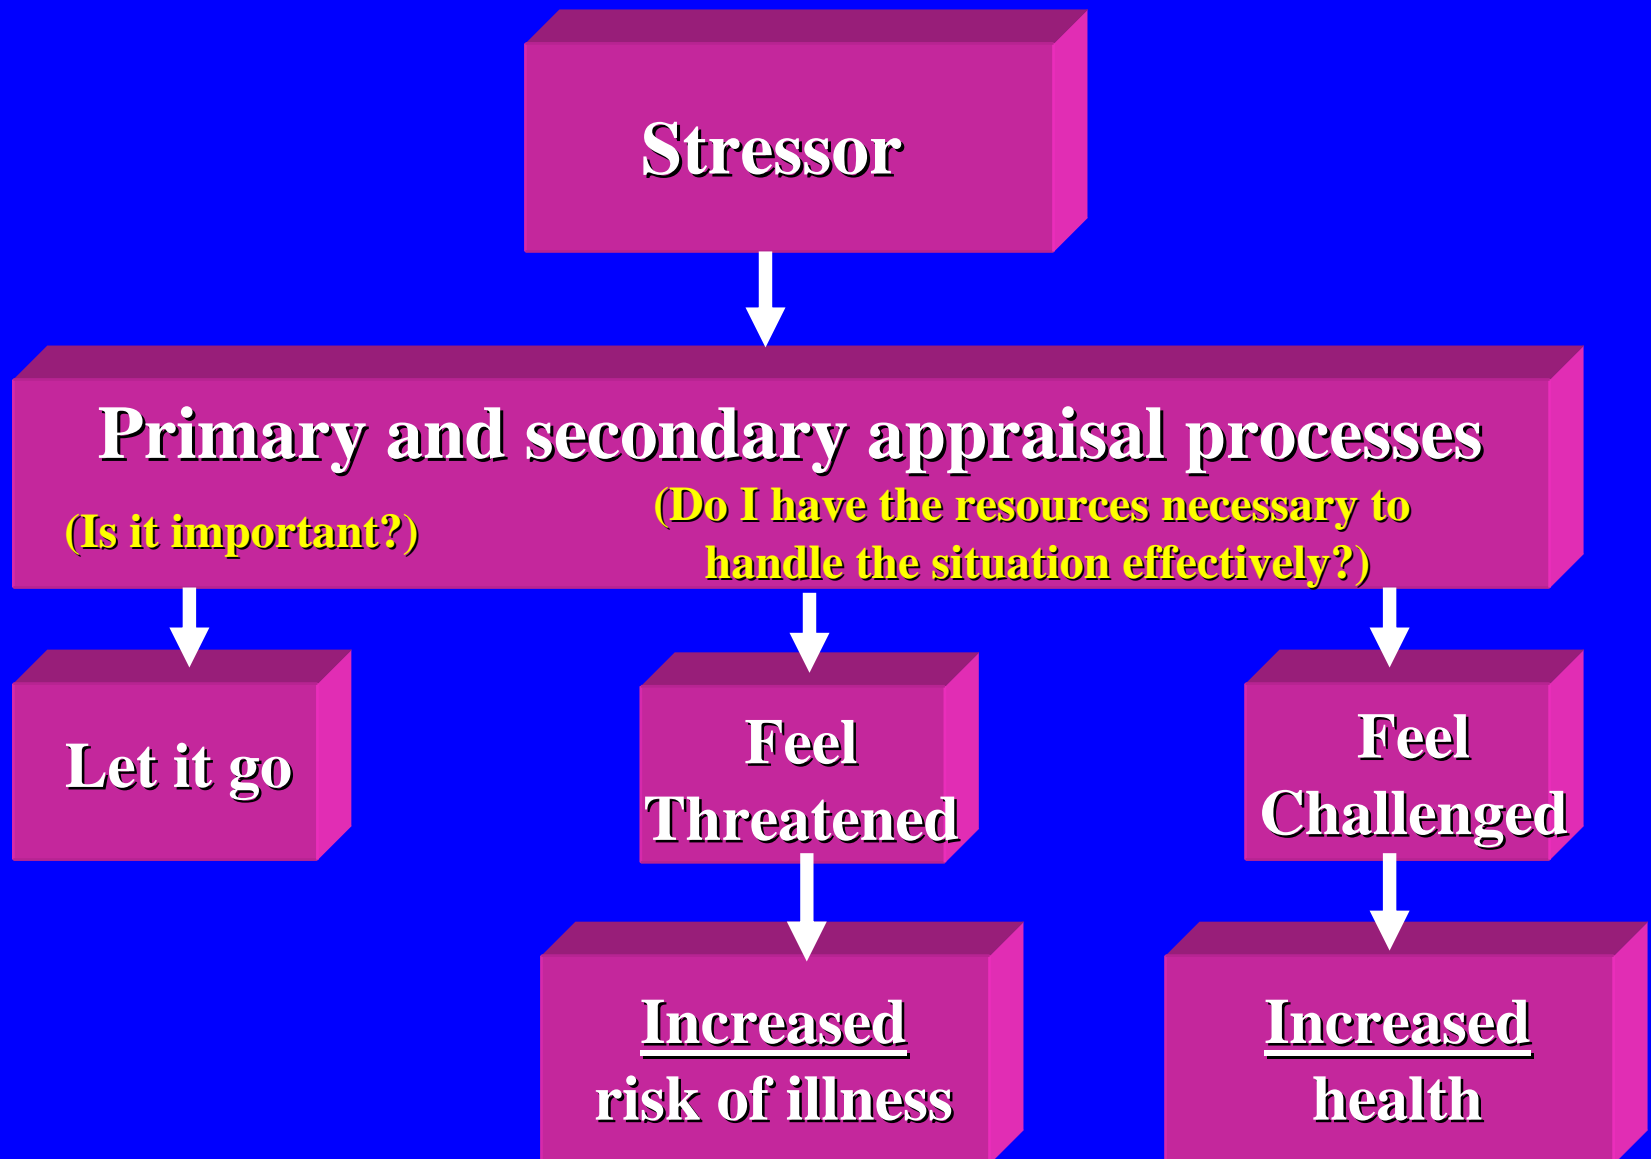 Stressor
Primary and secondary appraisal processes
(Is it important?)
(Do I have the resources necessary to
handle the situation effectively?)
Let it go
Feel
Threatened
Feel
Challenged
Increased
risk of illness
Increased
health